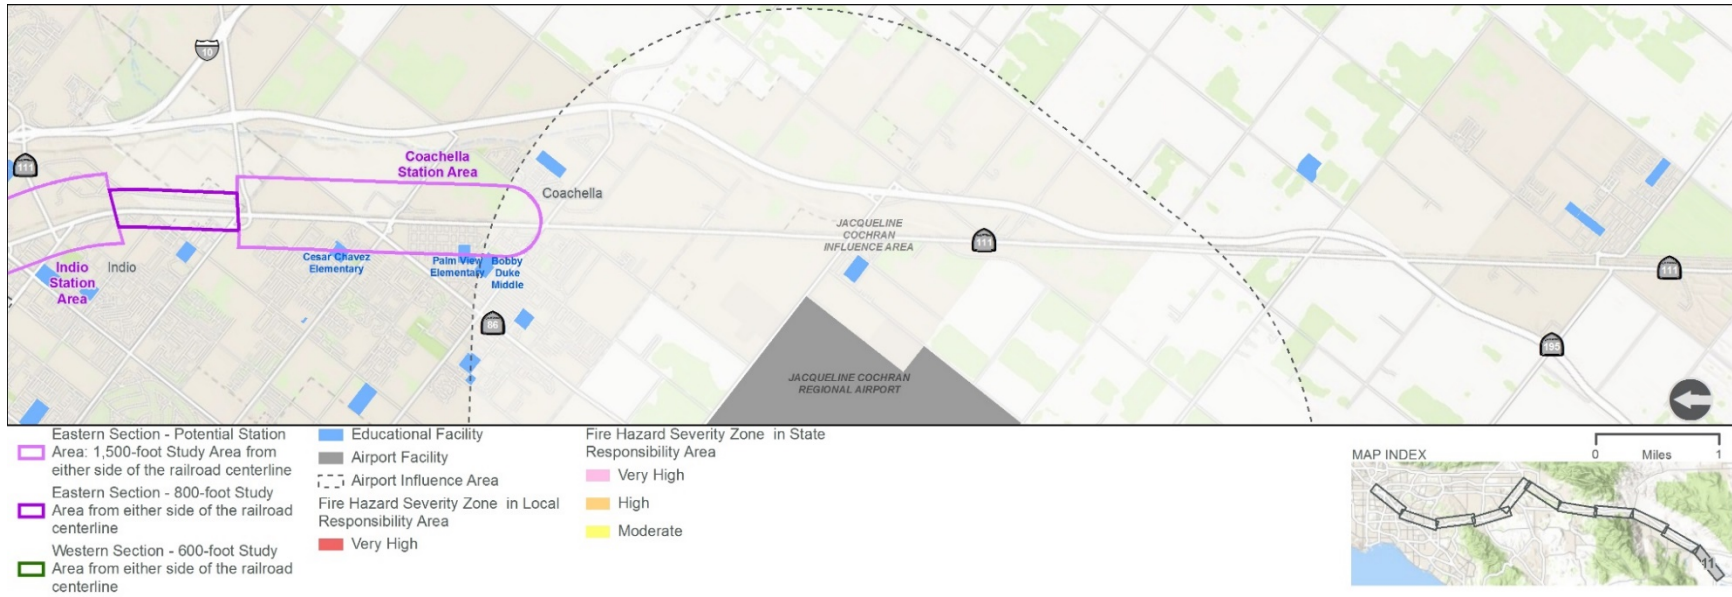 10
111
Coachella
Station Area
Coachella
JACQUELINE
COCHRAN
INFLUENCE AREA
111
111
Cesar Chavez
Elementary
Palm View
Elementary
Bobby
Duke
Middle
Indio
Station
Area
Indio
86
195
JACQUELINE COCHRAN
REGIONAL AIRPORT
Eastern Section - Potential Station
Area: 1,500-foot Study Area from
either side of the railroad centerline
Eastern Section - 800-foot Study
Area from either side of the railroad
centerline
Western Section - 600-foot Study
Area from either side of the railroad
centerline
Educational Facility
Airport Facility
Airport Influence Area
Fire Hazard Severity Zone in Local
Responsibility Area
Very High
Fire Hazard Severity Zone in State
Responsibility Area
Very High
High
Moderate
0 Miles 1
MAP INDEX
11